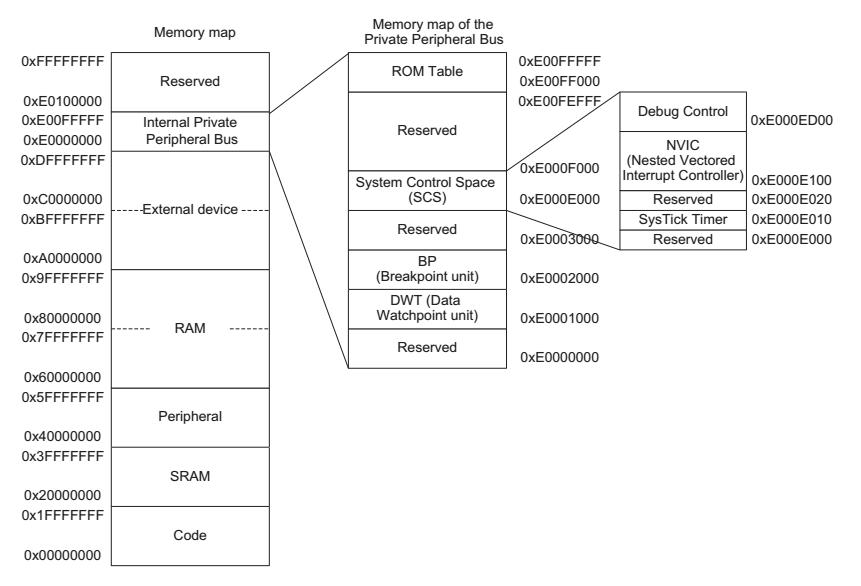 Memory map
0xFFFFFFFF
Reserved
0xE0100000
0xE00FFFFF
Internal Private
Peripheral Bus
0xE0000000
0xDFFFFFFF
0xC0000000
External device
0xBFFFFFFF
0xA0000000
0x9FFFFFFF
0x80000000
RAM
0x7FFFFFFF
0x60000000
0x5FFFFFFF
Peripheral
0x40000000
0x3FFFFFFF
SRAM
0x20000000
0x1FFFFFFF
Code
0x00000000
Memory map of the
Private Peripheral Bus
ROM Table
0xE00FFFFF
0xE00FF000
0xE00FEFFF
Reserved
0xE000F000
System Control Space
(SCS)
0xE000E000
Reserved
0xE0003000
BP
(Breakpoint unit)
0xE0002000
DWT (Data
Watchpoint unit)
0xE0001000
Reserved
0xE0000000
Debug Control
0xE000ED00
NVIC
(Nested Vectored
Interrupt Controller)
0xE000E100
Reserved
0xE000E020
SysTick Timer
0xE000E010
Reserved
0xE000E000